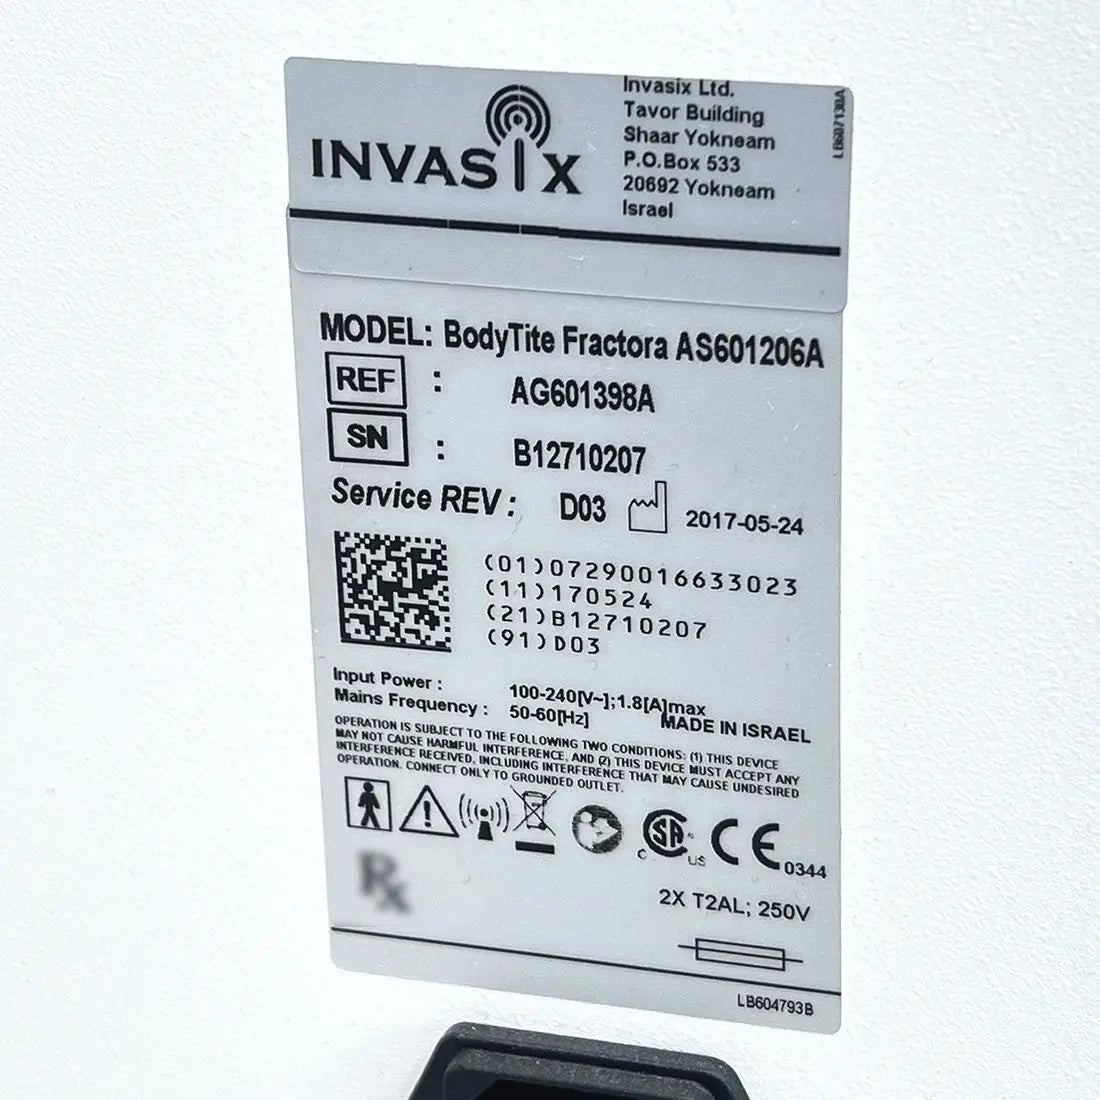 INVASIX
Invasix Ltd.
Tavor Building
Shaar Yokneam
P.O.Box 533
20692 Yokneam
Israel
MODEL: BodyTite Fractora AS601206A
REF : AG601398A
SN : B12710207
Service REV : D03 2017-05-24
(01)07290016633023
(11)170524
(21)B12710207
(91)D03
Input Power : 100-240[V~];1.8[A]max
Mains Frequency : 50-60[Hz]
MADE IN ISRAEL
OPERATION IS SUBJECT TO THE FOLLOWING TWO CONDITIONS: (1) THIS DEVICE
MAY NOT CAUSE HARMFUL INTERFERENCE, AND (2) THIS DEVICE MUST ACCEPT ANY
INTERFERENCE RECEIVED, INCLUDING INTERFERENCE THAT MAY CAUSE UNDESIRED
OPERATION. CONNECT ONLY TO GROUNDED OUTLET.
C SA US CE 0344
Rx
2X T2AL; 250V
LB604793B